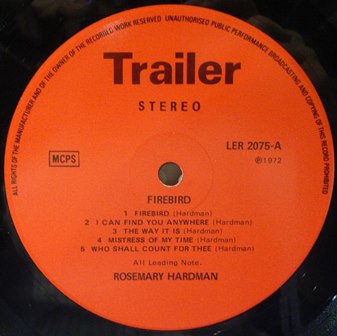 ALL RIGHTS OF THE MANUFACTURER AND OF THE OWNER OF THE RECORDED WORK RESERVED UNAUTHORISED PUBLIC PERFORMANCE BROADCASTING AND COPYING OF THIS RECORD PROHIBITED
Trailer
STEREO
LER 2075-A
MCPS
℗1972
FIREBIRD
1 FIREBIRD (Hardman)
2 I CAN FIND YOU ANYWHERE (Hardman)
3 THE WAY IT IS (Hardman)
4 MISTRESS OF MY TIME (Hardman)
5 WHO SHALL COUNT FOR THEE (Hardman)
All Leading Note.
ROSEMARY HARDMAN